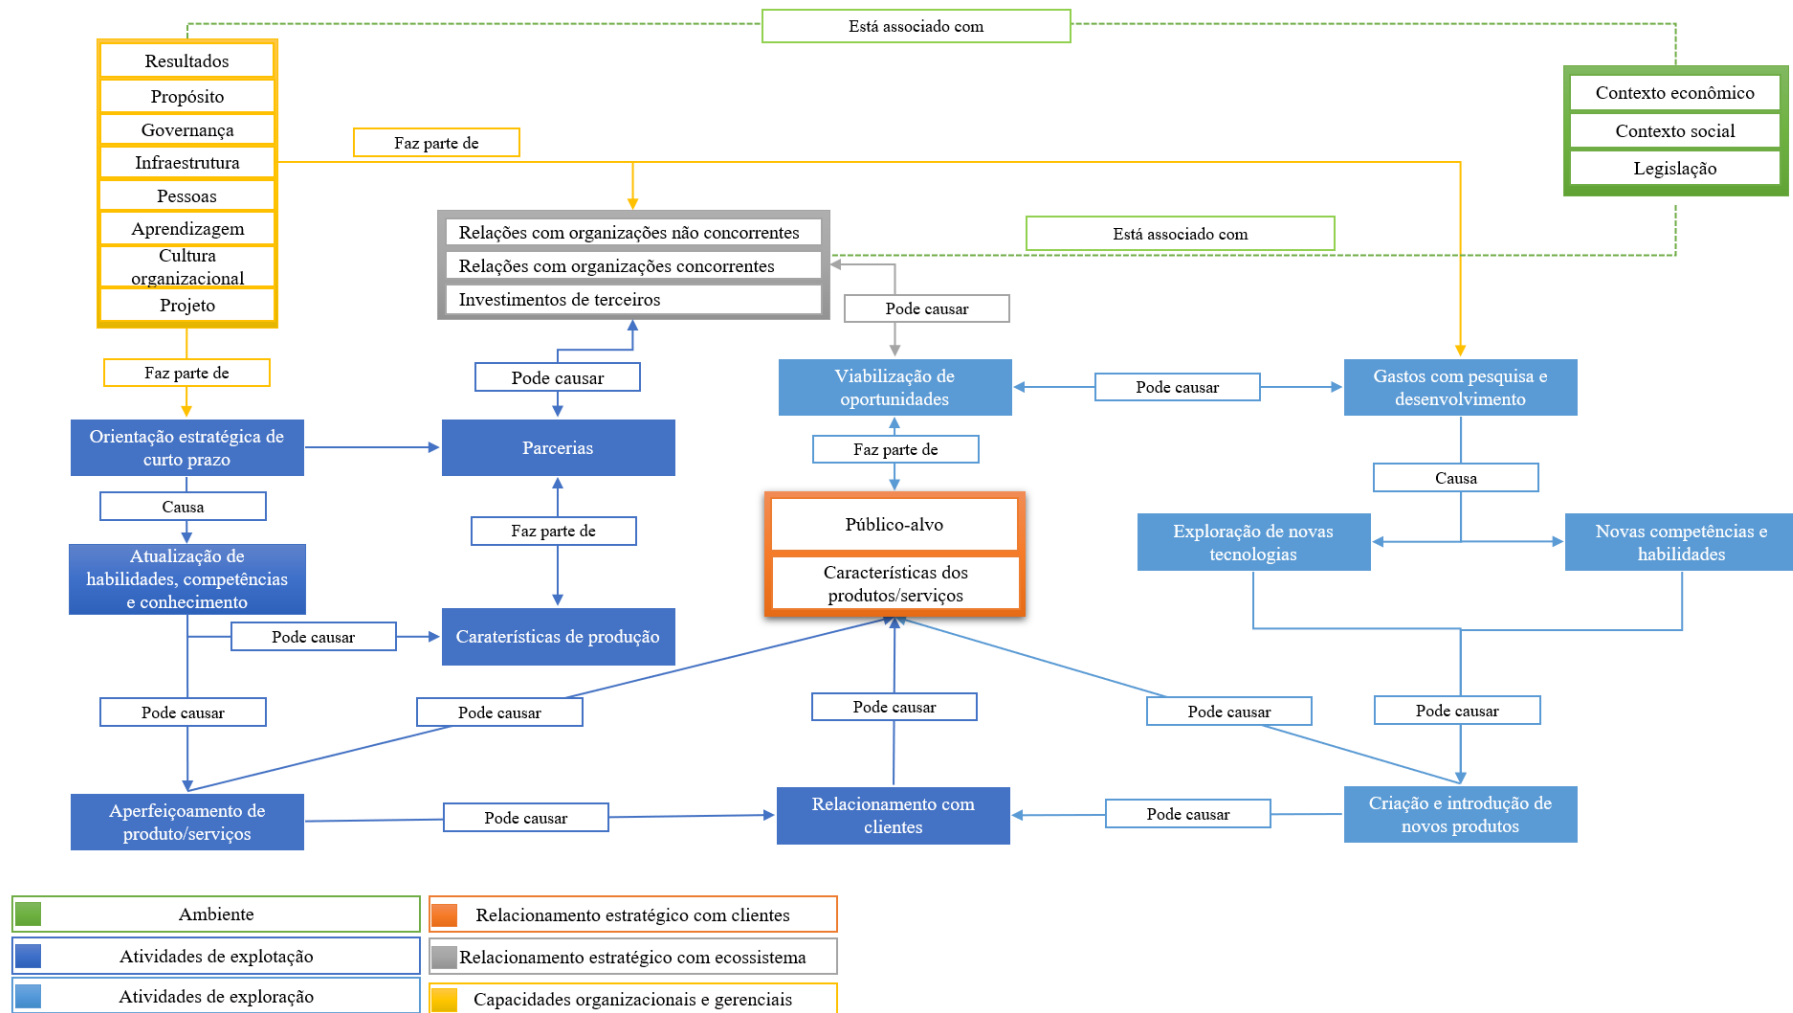 Está associado com
Resultados
Propósito
Governança
Infraestrutura
Pessoas
Aprendizagem
Cultura
organizacional
Projeto
Contexto econômico
Contexto social
Legislação
Faz parte de
Relações com organizações não concorrentes
Relações com organizações concorrentes
Investimentos de terceiros
Está associado com
Pode causar
Faz parte de
Pode causar
Viabilização de
oportunidades
Pode causar
Gastos com pesquisa e
desenvolvimento
Orientação estratégica de
curto prazo
Parcerias
Faz parte de
Causa
Causa
Faz parte de
Público-alvo
Características dos
produtos/serviços
Exploração de novas
tecnologias
Novas competências e
habilidades
Atualização de
habilidades, competências
e conhecimento
Pode causar
Caraterísticas de produção
Pode causar
Pode causar
Pode causar
Pode causar
Pode causar
Aperfeiçoamento de
produto/serviços
Pode causar
Relacionamento com
clientes
Pode causar
Criação e introdução de
novos produtos
Ambiente
Relacionamento estratégico com clientes
Atividades de explotação
Relacionamento estratégico com ecossistema
Atividades de exploração
Capacidades organizacionais e gerenciais